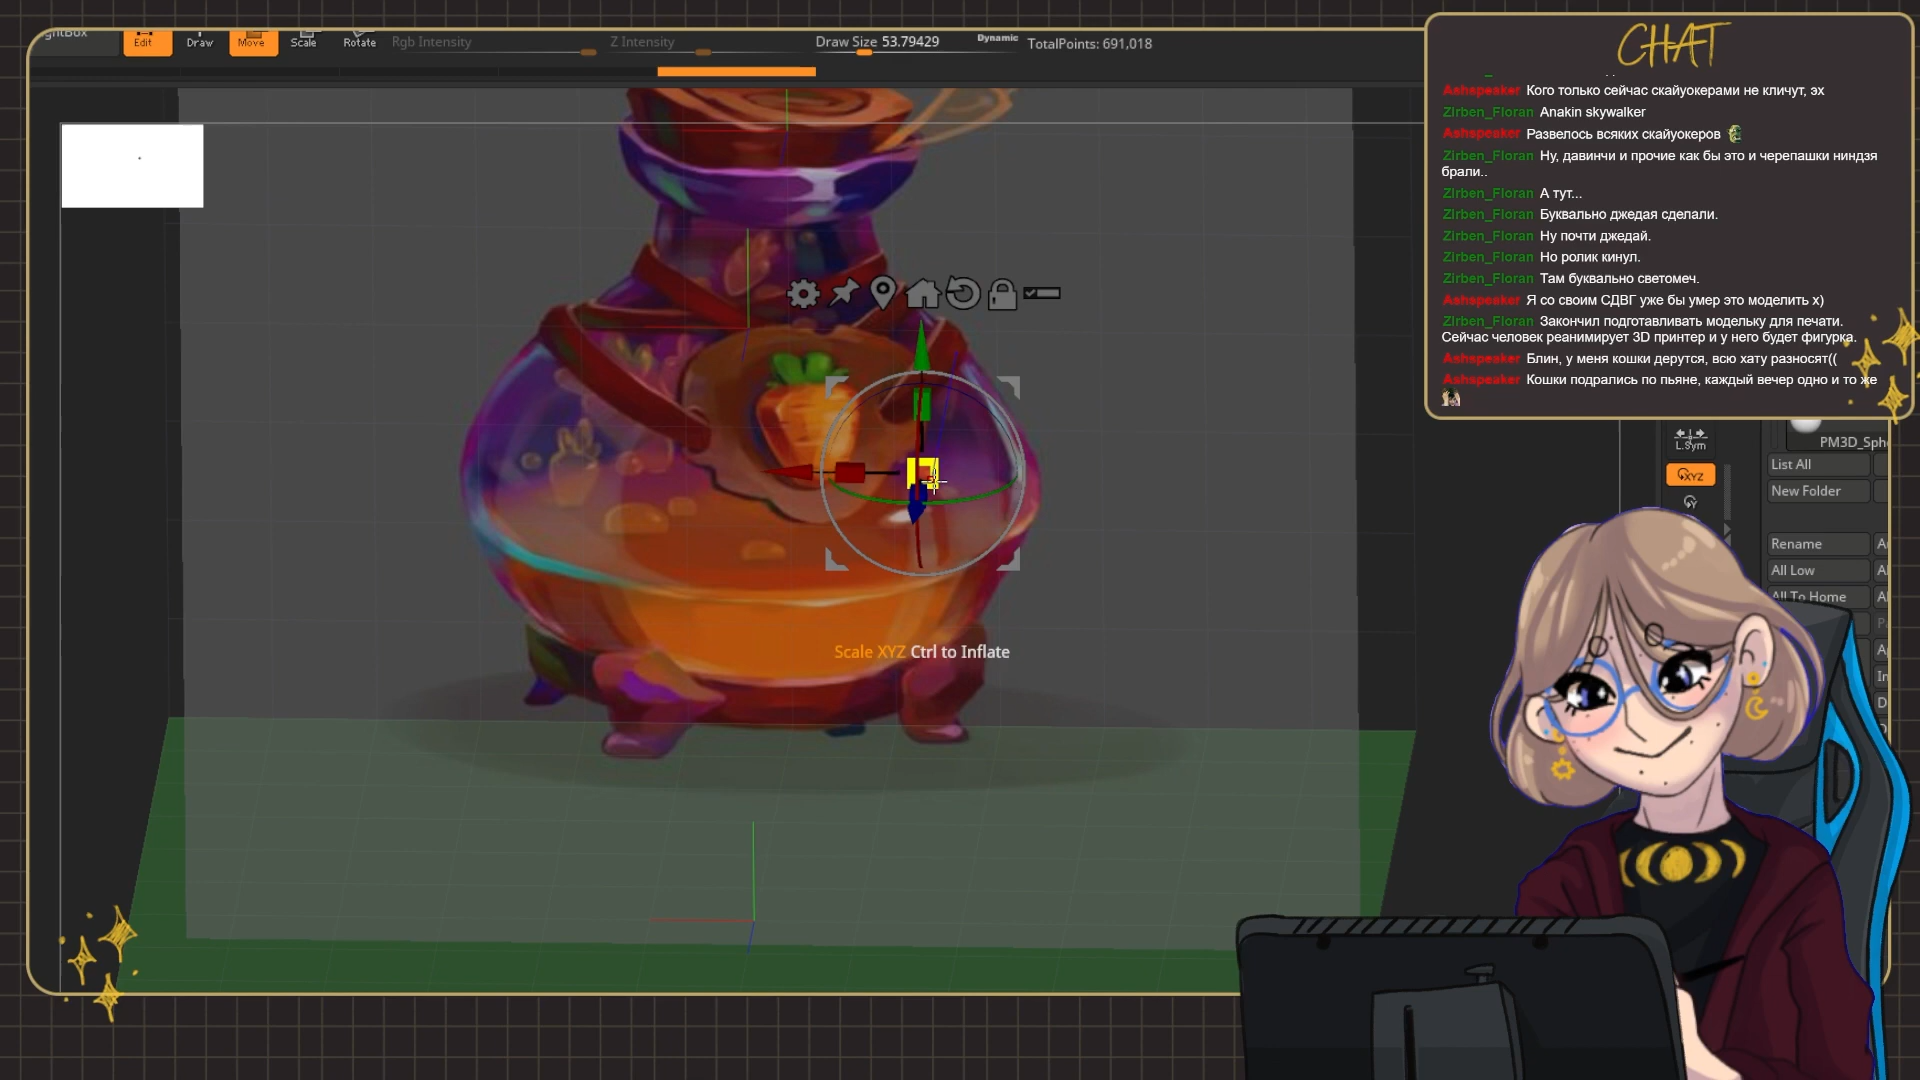 Edit
Draw
Move
Scale
Rotate
Rgb Intensity
Z Intensity
Draw Size 53.79429
Dynamic
TotalPoints: 691,018
CHAT
Ashspeaker Кого только сейчас скайуокерами не кличут, эх
Zirben_Floran Anakin skywalker
Ashspeaker Развелось всяких скайуокеров
Zirben_Floran Ну, давинчи и прочие как бы это и черепашки ниндзя
брали..
Zirben_Floran А тут...
Zirben_Floran Буквально джедая сделали.
Zirben_Floran Ну почти джедай.
Zirben_Floran Но ролик кинул.
Zirben_Floran Там буквально светомеч.
Ashspeaker Я со своим СДВГ уже бы умер это моделить х)
Zirben_Floran Закончил подготавливать модельку для печати.
Сейчас человек реанимирует 3D принтер и у него будет фигурка.
Ashspeaker Блин, у меня кошки дерутся, всю хату разносят((
Ashspeaker Кошки подрались по пьяне, каждый вечер одно и то же
Scale XYZ Ctrl to Inflate
L.Sym
XYZ
PM3D_Sph
List All
New Folder
Rename
All Low
All To Home